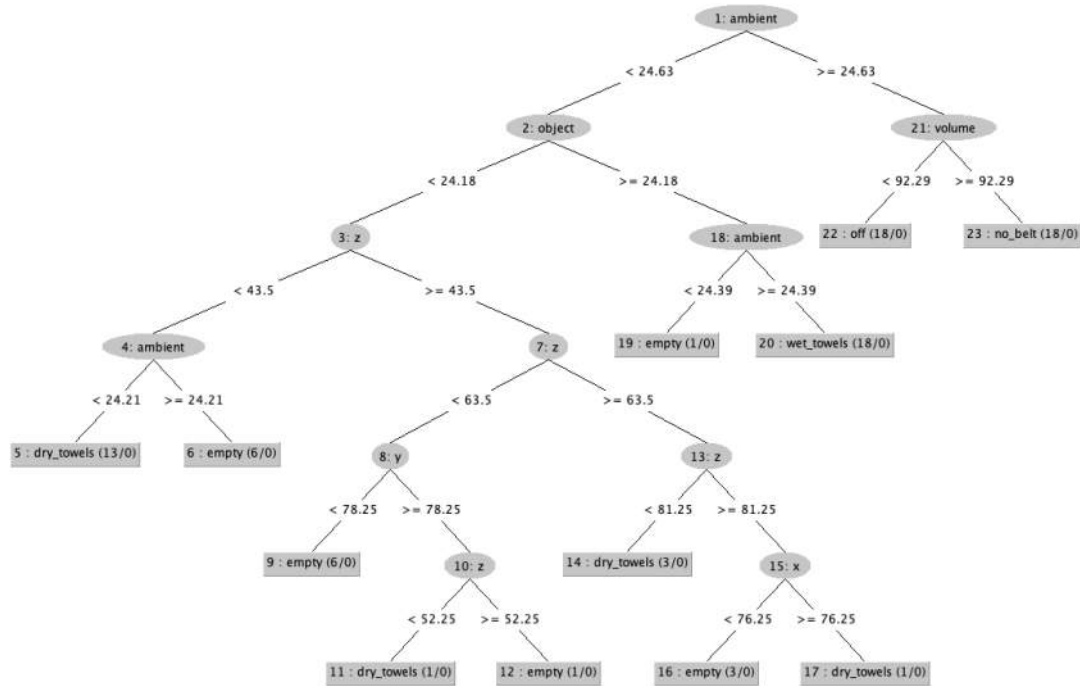 1: ambient
< 24.63 >= 24.63
2: object 21: volume
< 24.18 >= 24.18 < 92.29 >= 92.29
3: z 18: ambient 22 : off (18/0) 23 : no_belt (18/0)
< 43.5 >= 43.5 < 24.39 >= 24.39
4: ambient 7: z 19 : empty (1/0) 20 : wet_towels (18/0)
< 24.21 >= 24.21 < 63.5 >= 63.5
5 : dry_towels (13/0) 6 : empty (6/0) 8: y 13: z
< 78.25 >= 78.25 < 81.25 >= 81.25
9 : empty (6/0) 10: z 14 : dry_towels (3/0) 15: x
< 52.25 >= 52.25 < 76.25 >= 76.25
11 : dry_towels (1/0) 12 : empty (1/0) 16 : empty (3/0) 17 : dry_towels (1/0)